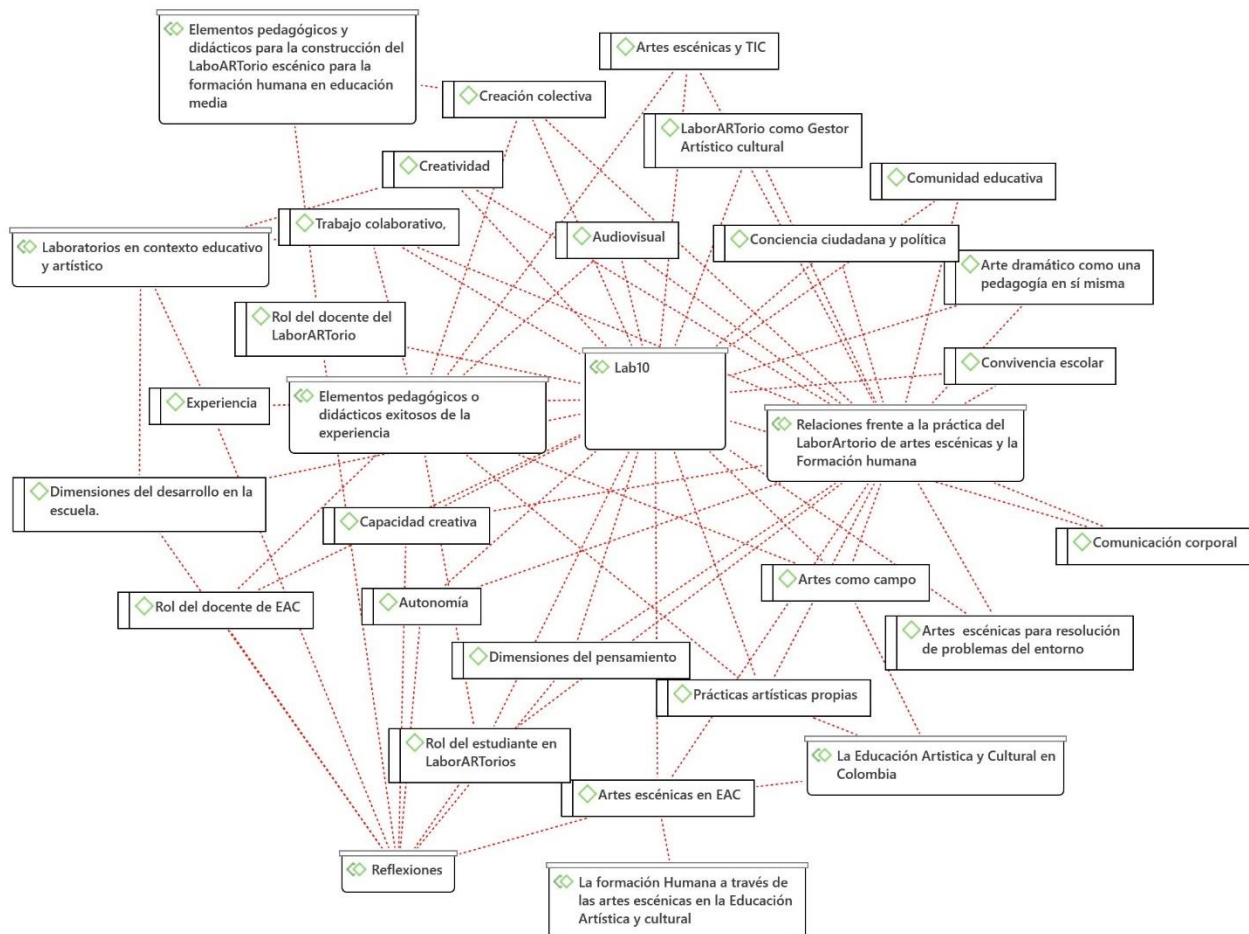 Elementos pedagógicos y
didácticos para la construcción del
LaboARTorio escénico para la
formación humana en educación
media
Artes escénicas y TIC
Creación colectiva
LaborARTorio como Gestor
Artístico cultural
Creatividad
Comunidad educativa
Trabajo colaborativo,
Audiovisual
Conciencia ciudadana y política
Laboratorios en contexto educativo
y artístico
Arte dramático como una
pedagogía en sí misma
Rol del docente del
LaborARTorio
Lab10
Convivencia escolar
Experiencia
Elementos pedagógicos o
didácticos exitosos de la
experiencia
Relaciones frente a la práctica del
LaborArtorio de artes escénicas y la
Formación humana
Dimensiones del desarrollo en la
escuela.
Capacidad creativa
Comunicación corporal
Artes como campo
Rol del docente de EAC
Autonomía
Artes  escénicas para resolución
de problemas del entorno
Dimensiones del pensamiento
Prácticas artísticas propias
Rol del estudiante en
LaborARTorios
La Educación Artistica y Cultural en
Colombia
Artes escénicas en EAC
Reflexiones
La formación Humana a través de
las artes escénicas en la Educación
Artística y cultural